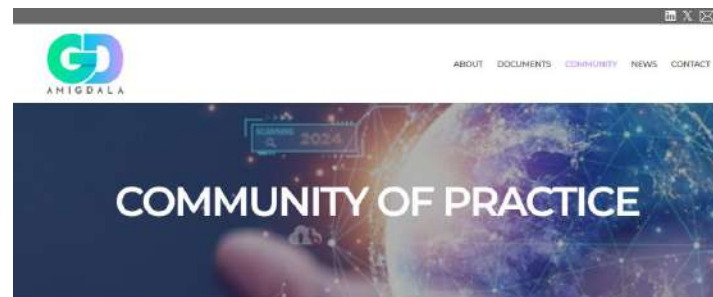 AMIGDALA
ABOUT DOCUMENTS COMMUNITY NEWS CONTACT
2024
COMMUNITY OF PRACTICE